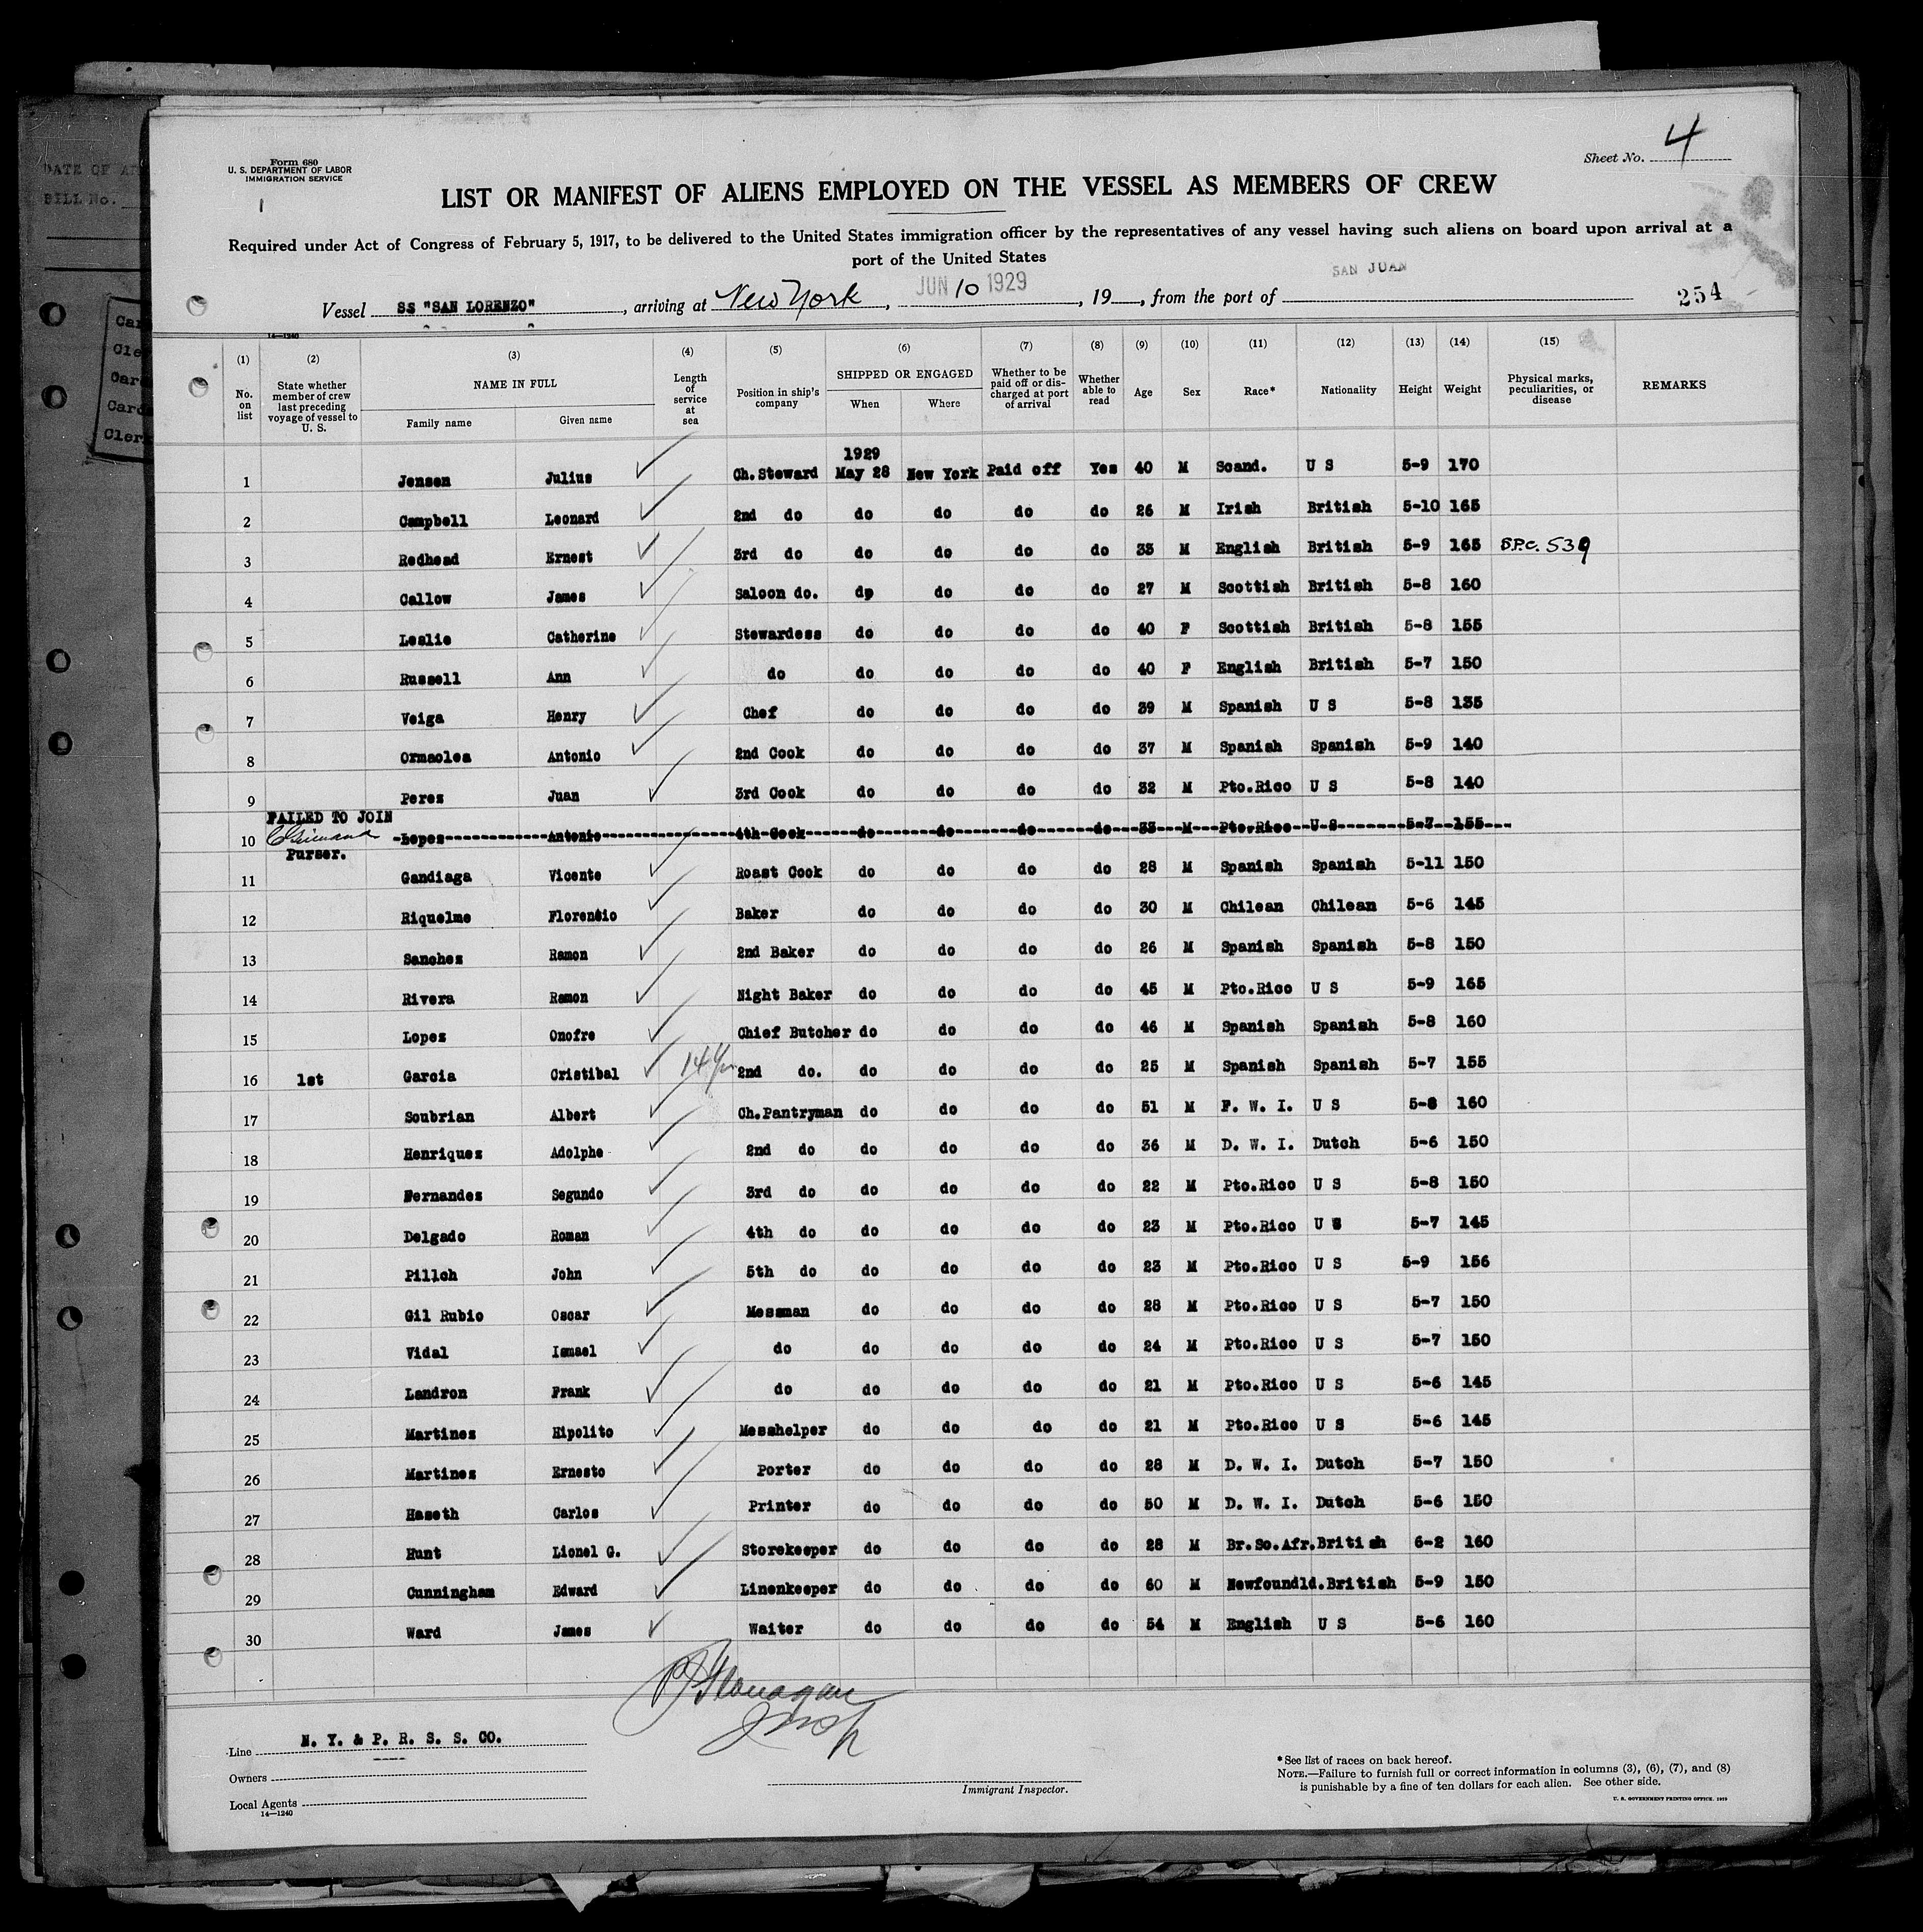 DATE OF
BILL No.
Form 680
U. S. DEPARTMENT OF LABOR
IMMIGRATION SERVICE
1
Sheet No. 4
LIST OR MANIFEST OF ALIENS EMPLOYED ON THE VESSEL AS MEMBERS OF CREW
Required under Act of Congress of February 5, 1917, to be delivered to the United States immigration officer by the representatives of any vessel having such aliens on board upon arrival at a
port of the United States
Vessel SS "SAN LORENZO", arriving at New York, JUN 10 1929, 19__, from the port of SAN JUAN
254
14—1240
(1) (2) (3) (4) (5) (6) (7) (8) (9) (10) (11) (12) (13) (14) (15)
No. on list State whether member of crew last preceding voyage of vessel to U. S. NAME IN FULL Family name Given name Length of service at sea Position in ship's company SHIPPED OR ENGAGED When Where Whether to be paid off or discharged at port of arrival Whether able to read Age Sex Race* Nationality Height Weight Physical marks, peculiarities, or disease REMARKS
1 Jensen Julius Ch. Steward 1929 May 28 New York Paid off Yes 40 M Scand. U S 5-9 170
2 Campbell Leonard 2nd do do do do do 26 M Irish British 5-10 165
3 Redhead Ernest 3rd do do do do do 33 M English British 5-9 165 S.P.C. 539
4 Callow James Saloon do. dp do do do 27 M Scottish British 5-8 160
5 Leslie Catherine Stewardess do do do do 40 F Scottish British 5-8 155
6 Russell Ann do do do do do 40 F English British 5-7 150
7 Veiga Henry Chef do do do do 39 M Spanish U S 5-8 135
8 Ormaolea Antonio 2nd Cook do do do do 37 M Spanish Spanish 5-9 140
9 Perez Juan 3rd Cook do do do do 32 M Pto.Rico U S 5-8 140
FAILED TO JOIN
10 Lopez Antonio 4th Cook do do do do 33 M Pto.Rico U S 5-7 155
Purser.
11 Gandiaga Vicente Roast Cook do do do do 28 M Spanish Spanish 5-11 150
12 Riquelme Florencio Baker do do do do 30 M Chilean Chilean 5-6 145
13 Sanchez Ramon 2nd Baker do do do do 26 M Spanish Spanish 5-8 150
14 Rivera Ramon Night Baker do do do do 45 M Pto.Rico U S 5-9 165
15 Lopez Onofre Chief Butcher do do do do 46 M Spanish Spanish 5-8 160
16 1st Garcia Cristibal 2nd do. do do do do 25 M Spanish Spanish 5-7 155
17 Soubrian Albert Ch.Pantryman do do do do 51 M F. W. I. U S 5-8 160
18 Henriquez Adolphe 2nd do do do do do 36 M D. W. I. Dutch 5-6 150
19 Fernandez Segundo 3rd do do do do do 22 M Pto.Rico U S 5-8 150
20 Delgado Roman 4th do do do do do 23 M Pto.Rico U S 5-7 145
21 Pilloh John 5th do do do do do 23 M Pto.Rico U S 5-9 156
22 Gil Rubio Oscar Messman do do do do 28 M Pto.Rico U S 5-7 150
23 Vidal Ismael do do do do do 24 M Pto.Rico U S 5-7 150
24 Landron Frank do do do do do 21 M Pto.Rico U S 5-6 145
25 Martinez Hipolito Messhelper do do do do 21 M Pto.Rico U S 5-6 145
26 Martinez Ernesto Porter do do do do 28 M D. W. I. Dutch 5-7 150
27 Haseth Carlos Printer do do do do 50 M D. W. I. Dutch 5-6 150
28 Hunt Lionel G. Storekeeper do do do do 28 M Br.So.Afr. British 6-2 160
29 Cunningham Edward Linenkeeper do do do do 60 M Newfoundld. British 5-9 150
30 Ward James Waiter do do do do 54 M English U S 5-6 160
Flanagan
Insp
Line N. Y. & P. R. S. S. CO.
Owners
Local Agents
14—1240
Immigrant Inspector.
*See list of races on back hereof.
NOTE.—Failure to furnish full or correct information in columns (3), (6), (7), and (8)
is punishable by a fine of ten dollars for each alien. See other side.
U. S. GOVERNMENT PRINTING OFFICE. 1929